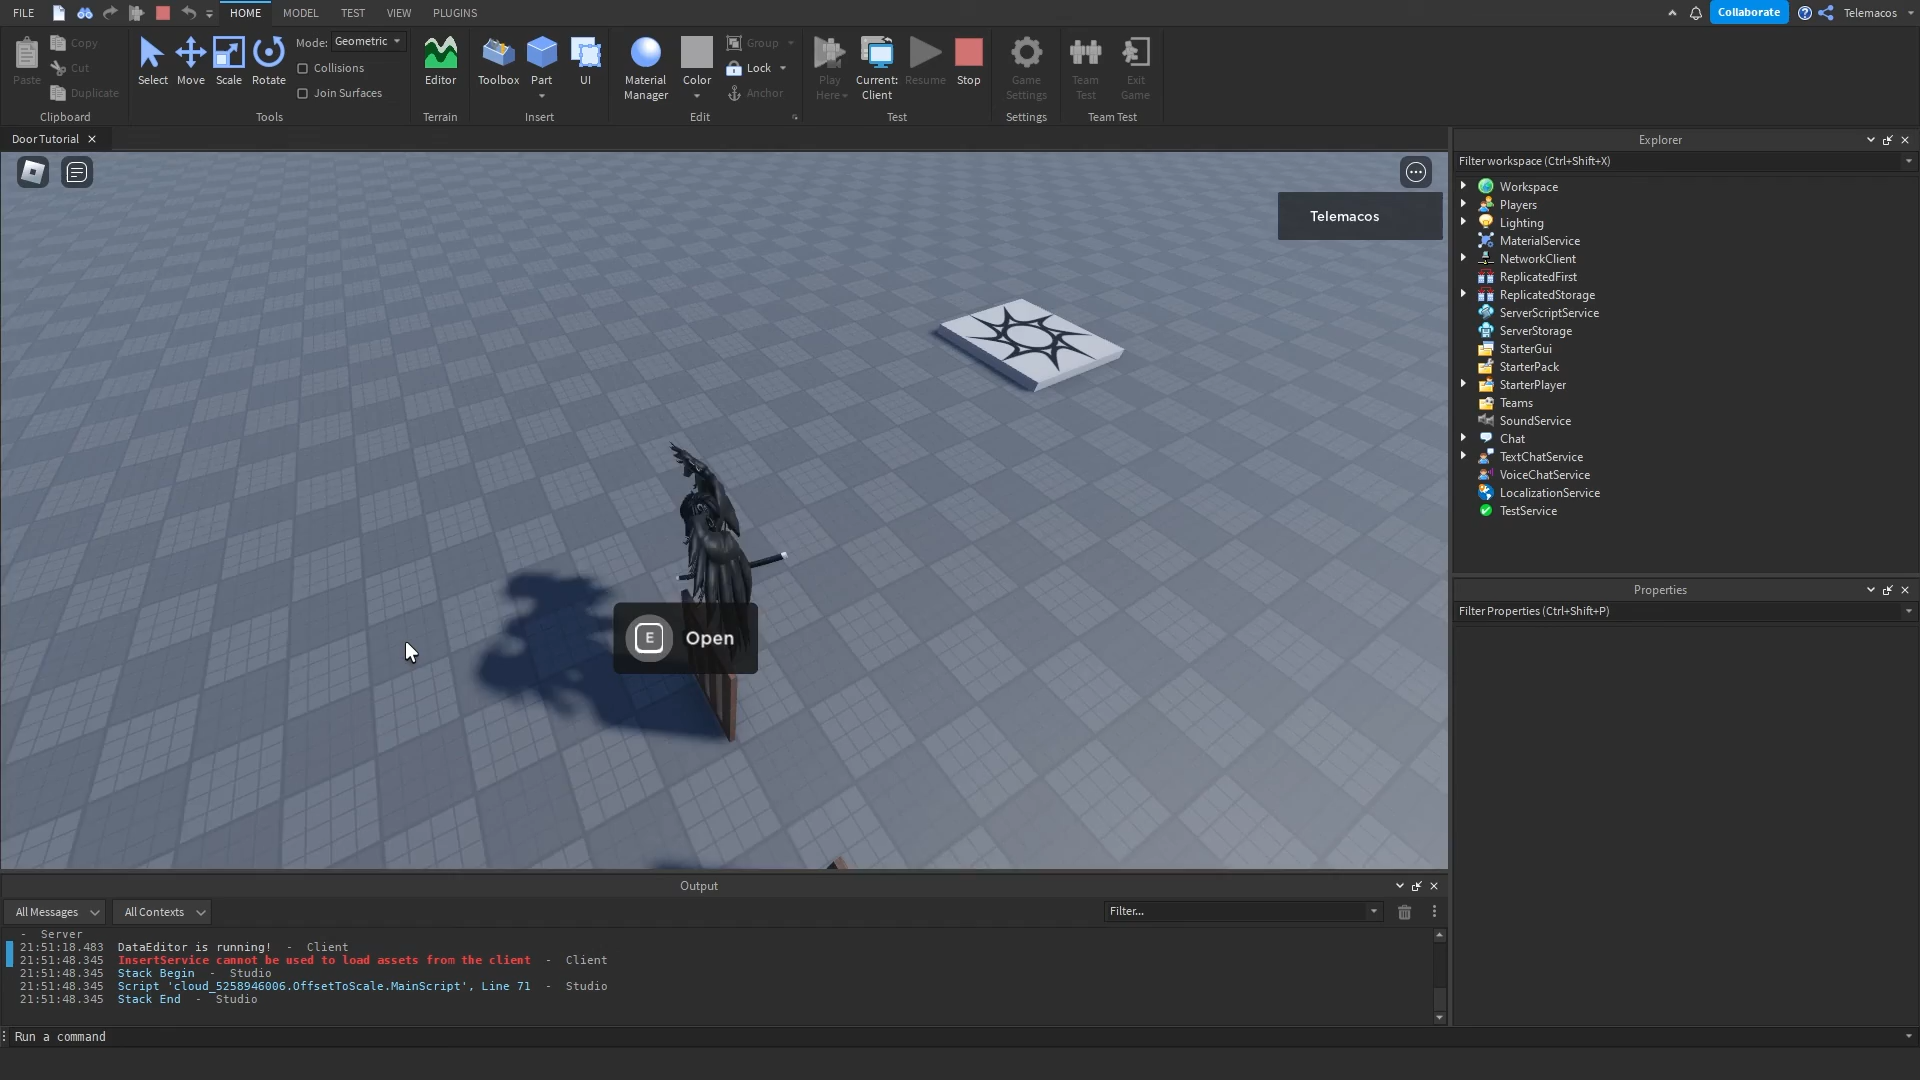 FILE
HOME
MODEL
TEST
VIEW
PLUGINS
Collaborate
Telemacos
Paste
Copy
Cut
Duplicate
Clipboard
Select
Move
Scale
Rotate
Mode: Geometric
Collisions
Join Surfaces
Tools
Editor
Terrain
Toolbox
Part
UI
Insert
Material
Manager
Color
Group
Lock
Anchor
Edit
Play
Here
Current:
Client
Resume
Stop
Test
Game
Settings
Settings
Team
Test
Exit
Game
Team Test
Door Tutorial
Telemacos
E Open
Explorer
Filter workspace (Ctrl+Shift+X)
Workspace
Players
Lighting
MaterialService
NetworkClient
ReplicatedFirst
ReplicatedStorage
ServerScriptService
ServerStorage
StarterGui
StarterPack
StarterPlayer
Teams
SoundService
Chat
TextChatService
VoiceChatService
LocalizationService
TestService
Properties
Filter Properties (Ctrl+Shift+P)
Output
All Messages
All Contexts
Filter...
- Server
21:51:18.483 DataEditor is running! - Client
21:51:48.345 InsertService cannot be used to load assets from the client - Client
21:51:48.345 Stack Begin - Studio
21:51:48.345 Script 'cloud_5258946006.OffsetToScale.MainScript', Line 71 - Studio
21:51:48.345 Stack End - Studio
Run a command